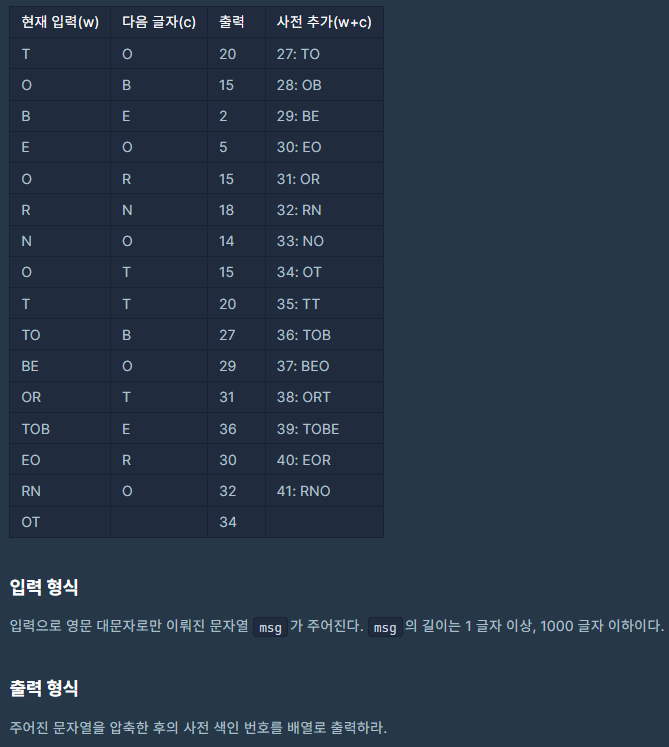 현재 입력(w) 다음 글자(c) 출력 사전 추가(w+c)
T O 20 27: TO
O B 15 28: OB
B E 2 29: BE
E O 5 30: EO
O R 15 31: OR
R N 18 32: RN
N O 14 33: NO
O T 15 34: OT
T T 20 35: TT
TO B 27 36: TOB
BE O 29 37: BEO
OR T 31 38: ORT
TOB E 36 39: TOBE
EO R 30 40: EOR
RN O 32 41: RNO
OT 34
입력 형식
입력으로 영문 대문자로만 이뤄진 문자열 msg 가 주어진다. msg 의 길이는 1 글자 이상, 1000 글자 이하이다.
출력 형식
주어진 문자열을 압축한 후의 사전 색인 번호를 배열로 출력하라.